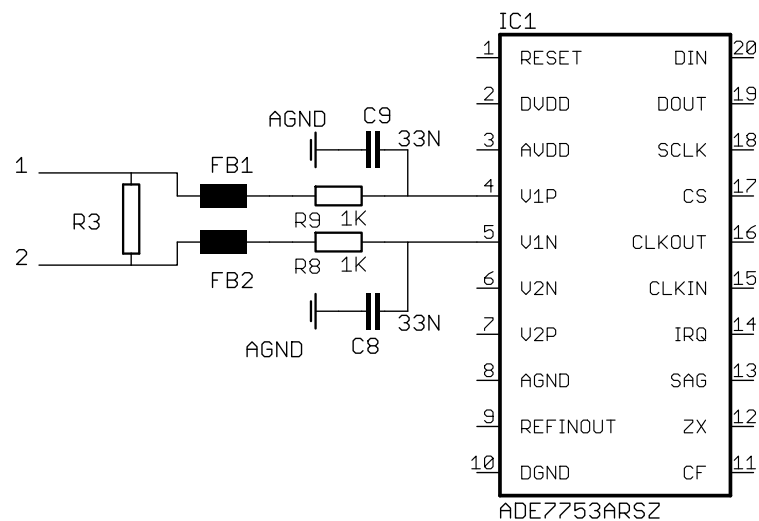 IC1
1 RESET DIN 20
2 DVDD DOUT 19
3 AVDD SCLK 18
4 V1P CS 17
5 V1N CLKOUT 16
6 V2N CLKIN 15
7 V2P IRQ 14
8 AGND SAG 13
9 REFINOUT ZX 12
10 DGND CF 11
ADE7753ARSZ
AGND C9
33N
1 FB1
R9 1K
R3
R8 1K
2 FB2
33N
AGND C8